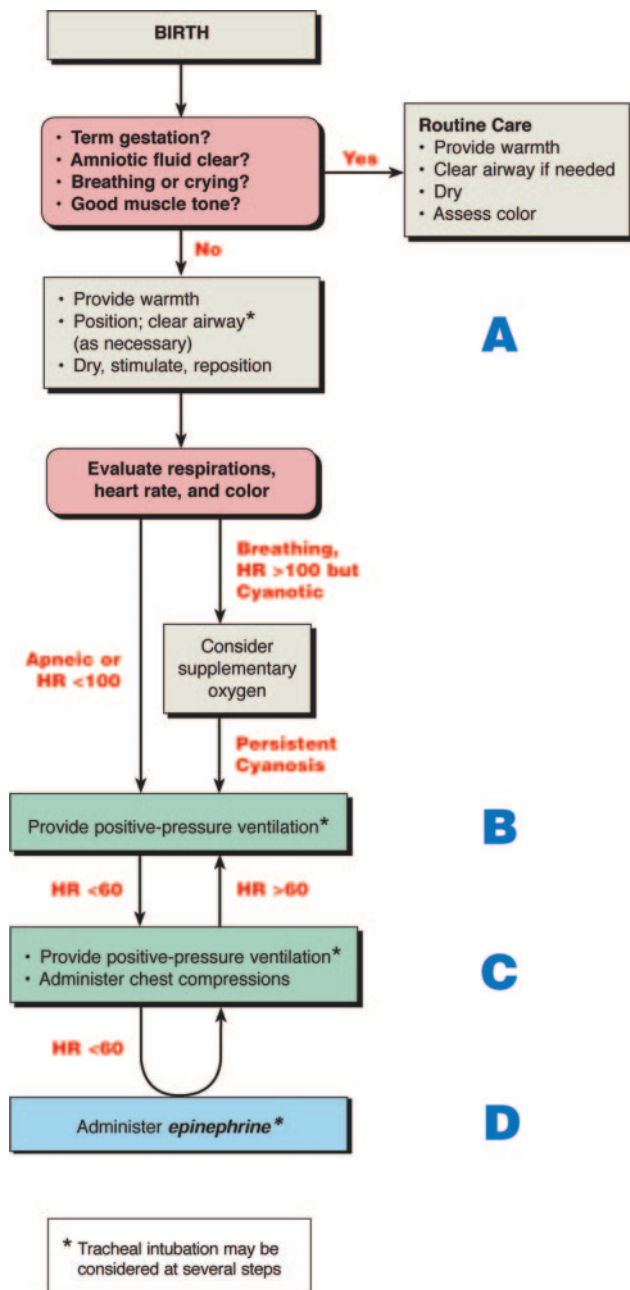 BIRTH
• Term gestation?
• Amniotic fluid clear?
• Breathing or crying?
• Good muscle tone?
Yes
Routine Care
• Provide warmth
• Clear airway if needed
• Dry
• Assess color
No
• Provide warmth
• Position; clear airway*
(as necessary)
• Dry, stimulate, reposition
A
Evaluate respirations,
heart rate, and color
Breathing,
HR >100 but
Cyanotic
Apneic or
HR <100
Consider
supplementary
oxygen
Persistent
Cyanosis
Provide positive-pressure ventilation*
B
HR <60
HR >60
• Provide positive-pressure ventilation*
• Administer chest compressions
C
HR <60
Administer epinephrine*
D
* Tracheal intubation may be
considered at several steps